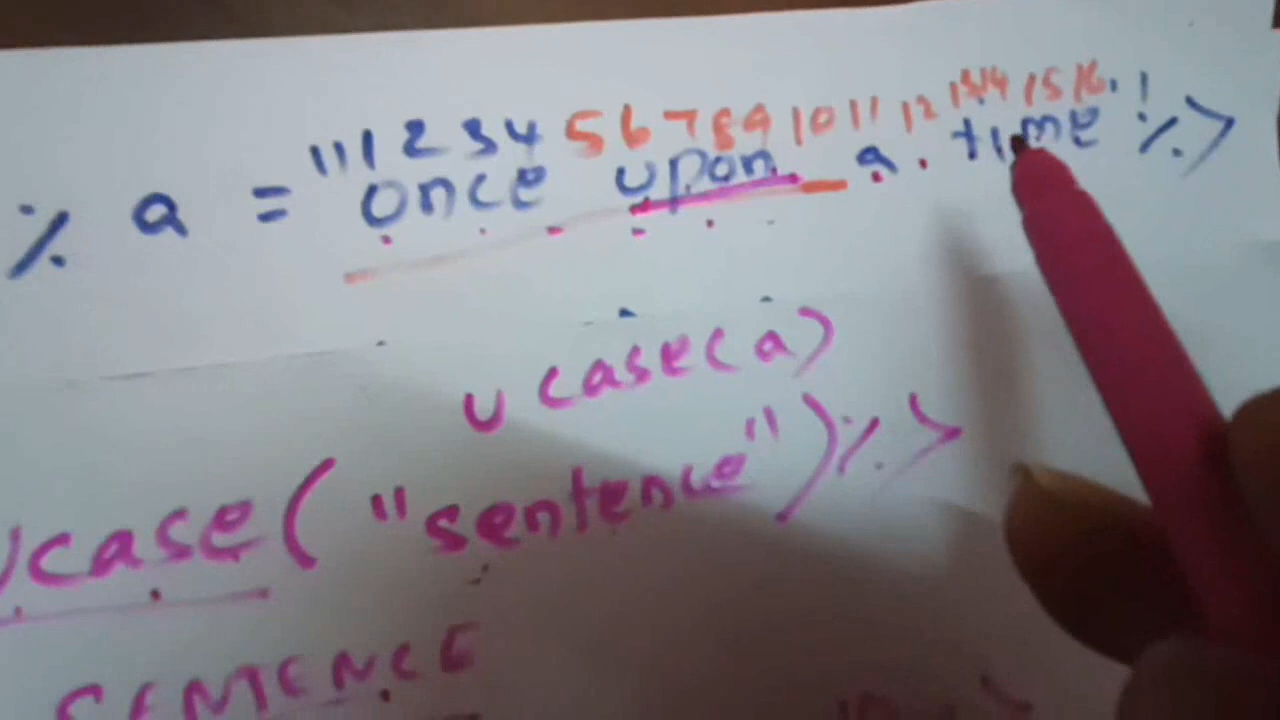 "1 2 3 4 5 6 7 8 9 10 11 12 13 14 15 16 "
% a = once upon a time %>
ucase(a)
ucase("sentence")%>
SENTENCE